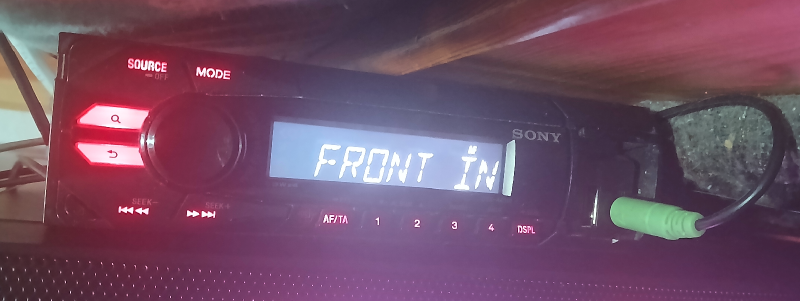 SOURCE
OFF
MODE
SONY
FRONT IN
SEEK-
SEEK+
AF/TA 1 2 3 4 DSPL